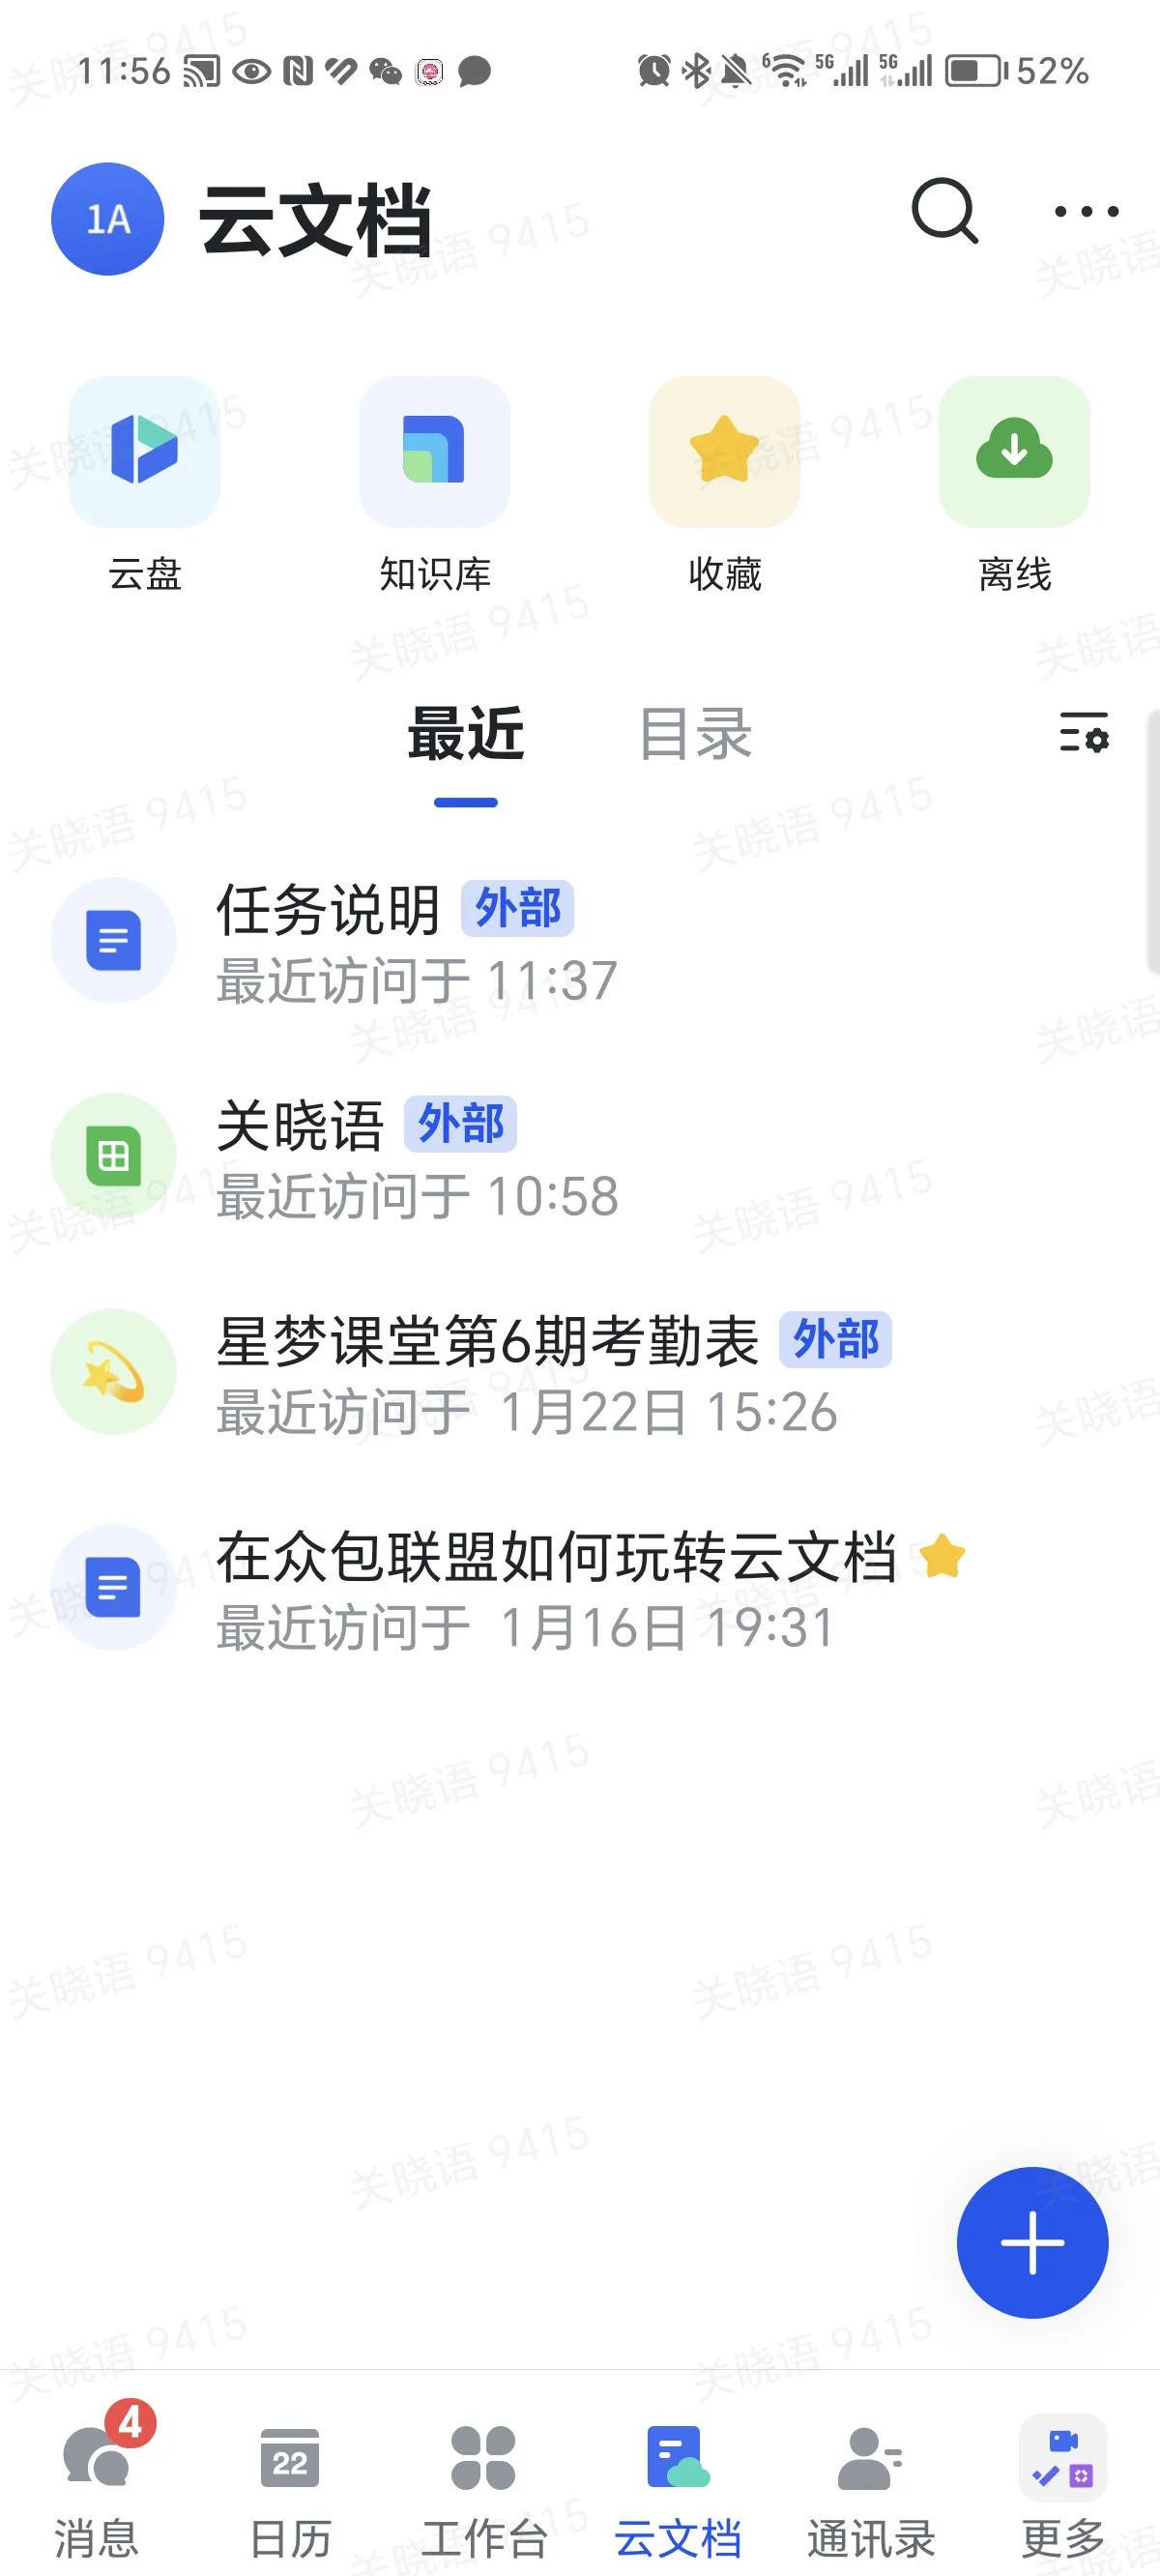 11:56 6 5G 5G 52%
1A 云文档
云盘 知识库 收藏 离线
最近 目录
任务说明 外部
最近访问于 11:37
关晓语 外部
最近访问于 10:58
星梦课堂第6期考勤表 外部
最近访问于 1月22日 15:26
在众包联盟如何玩转云文档
最近访问于 1月16日 19:31
4
22
消息 日历 工作台 云文档 通讯录 更多
关晓语 9415